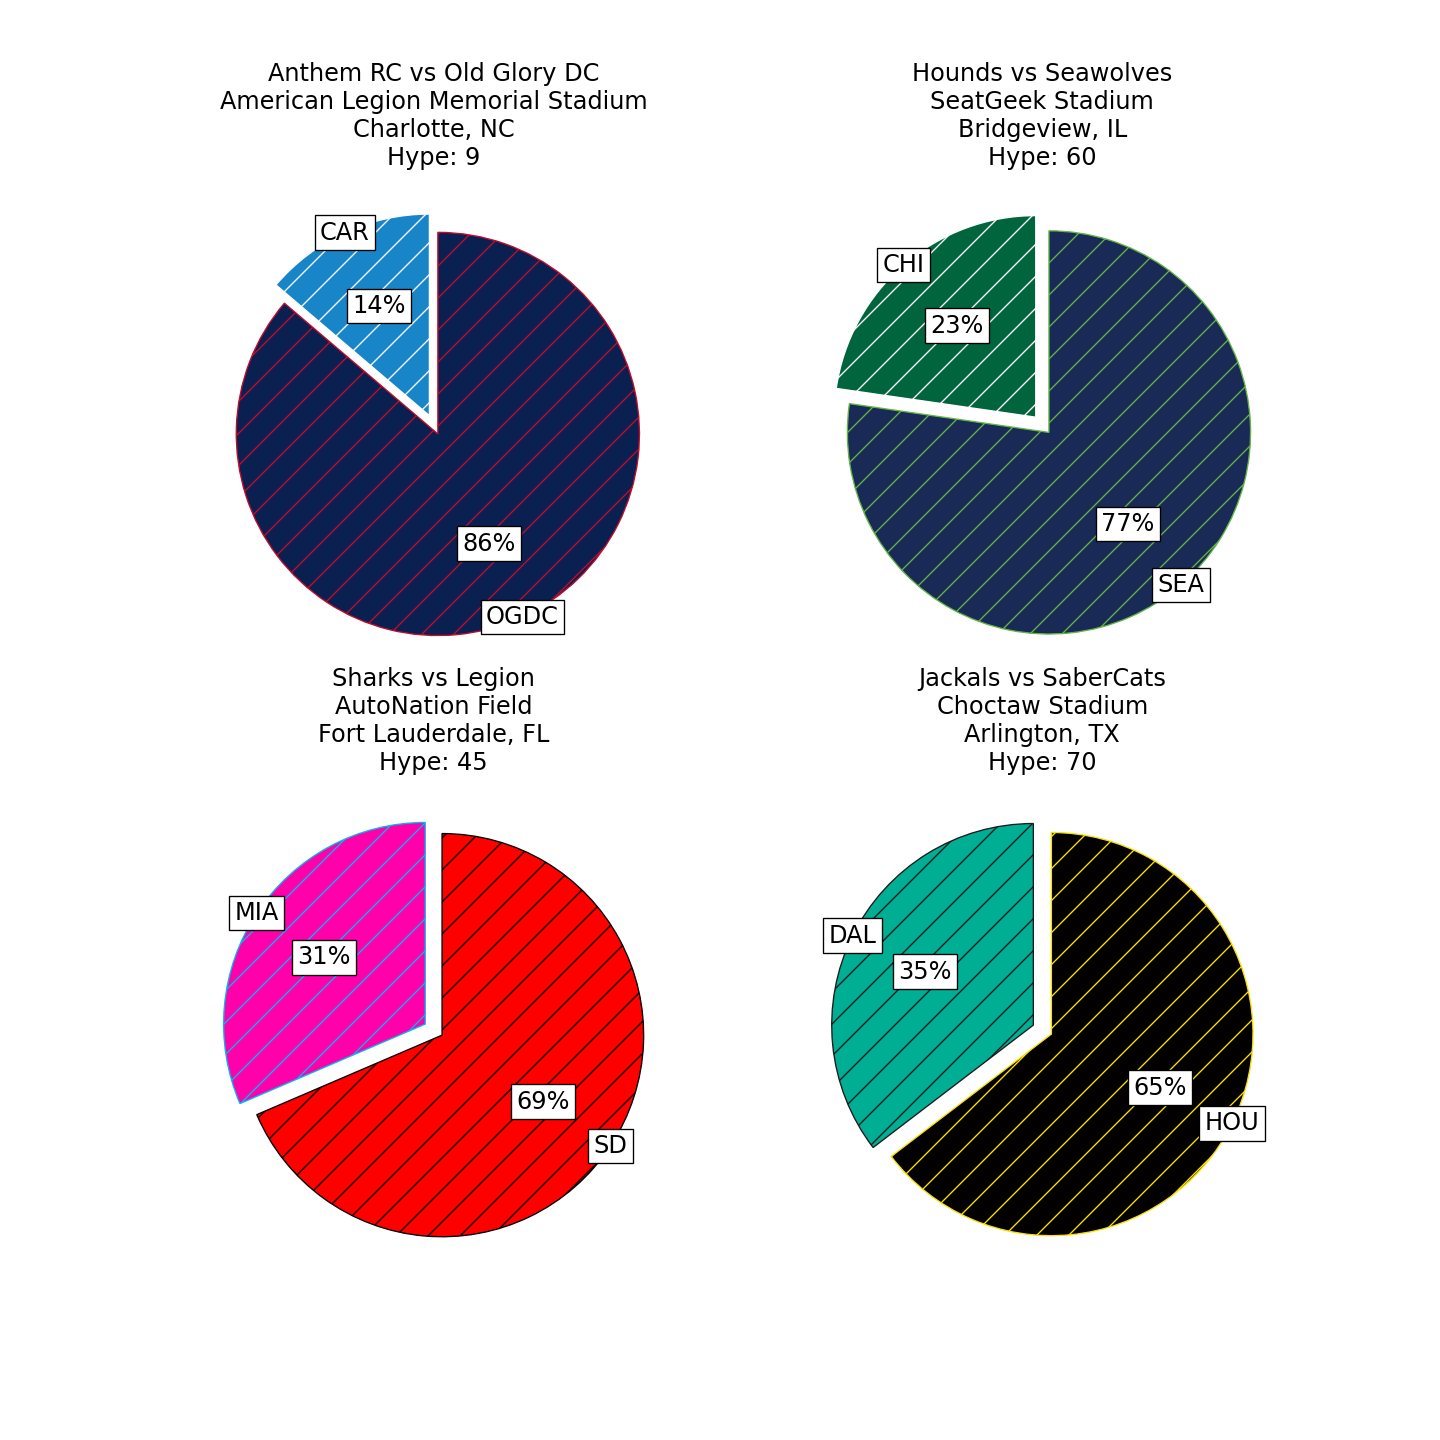 Anthem RC vs Old Glory DC
American Legion Memorial Stadium
Charlotte, NC
Hype: 9
CAR
14%
86%
OGDC
Hounds vs Seawolves
SeatGeek Stadium
Bridgeview, IL
Hype: 60
CHI
23%
77%
SEA
Sharks vs Legion
AutoNation Field
Fort Lauderdale, FL
Hype: 45
MIA
31%
69%
SD
Jackals vs SaberCats
Choctaw Stadium
Arlington, TX
Hype: 70
DAL
35%
65%
HOU